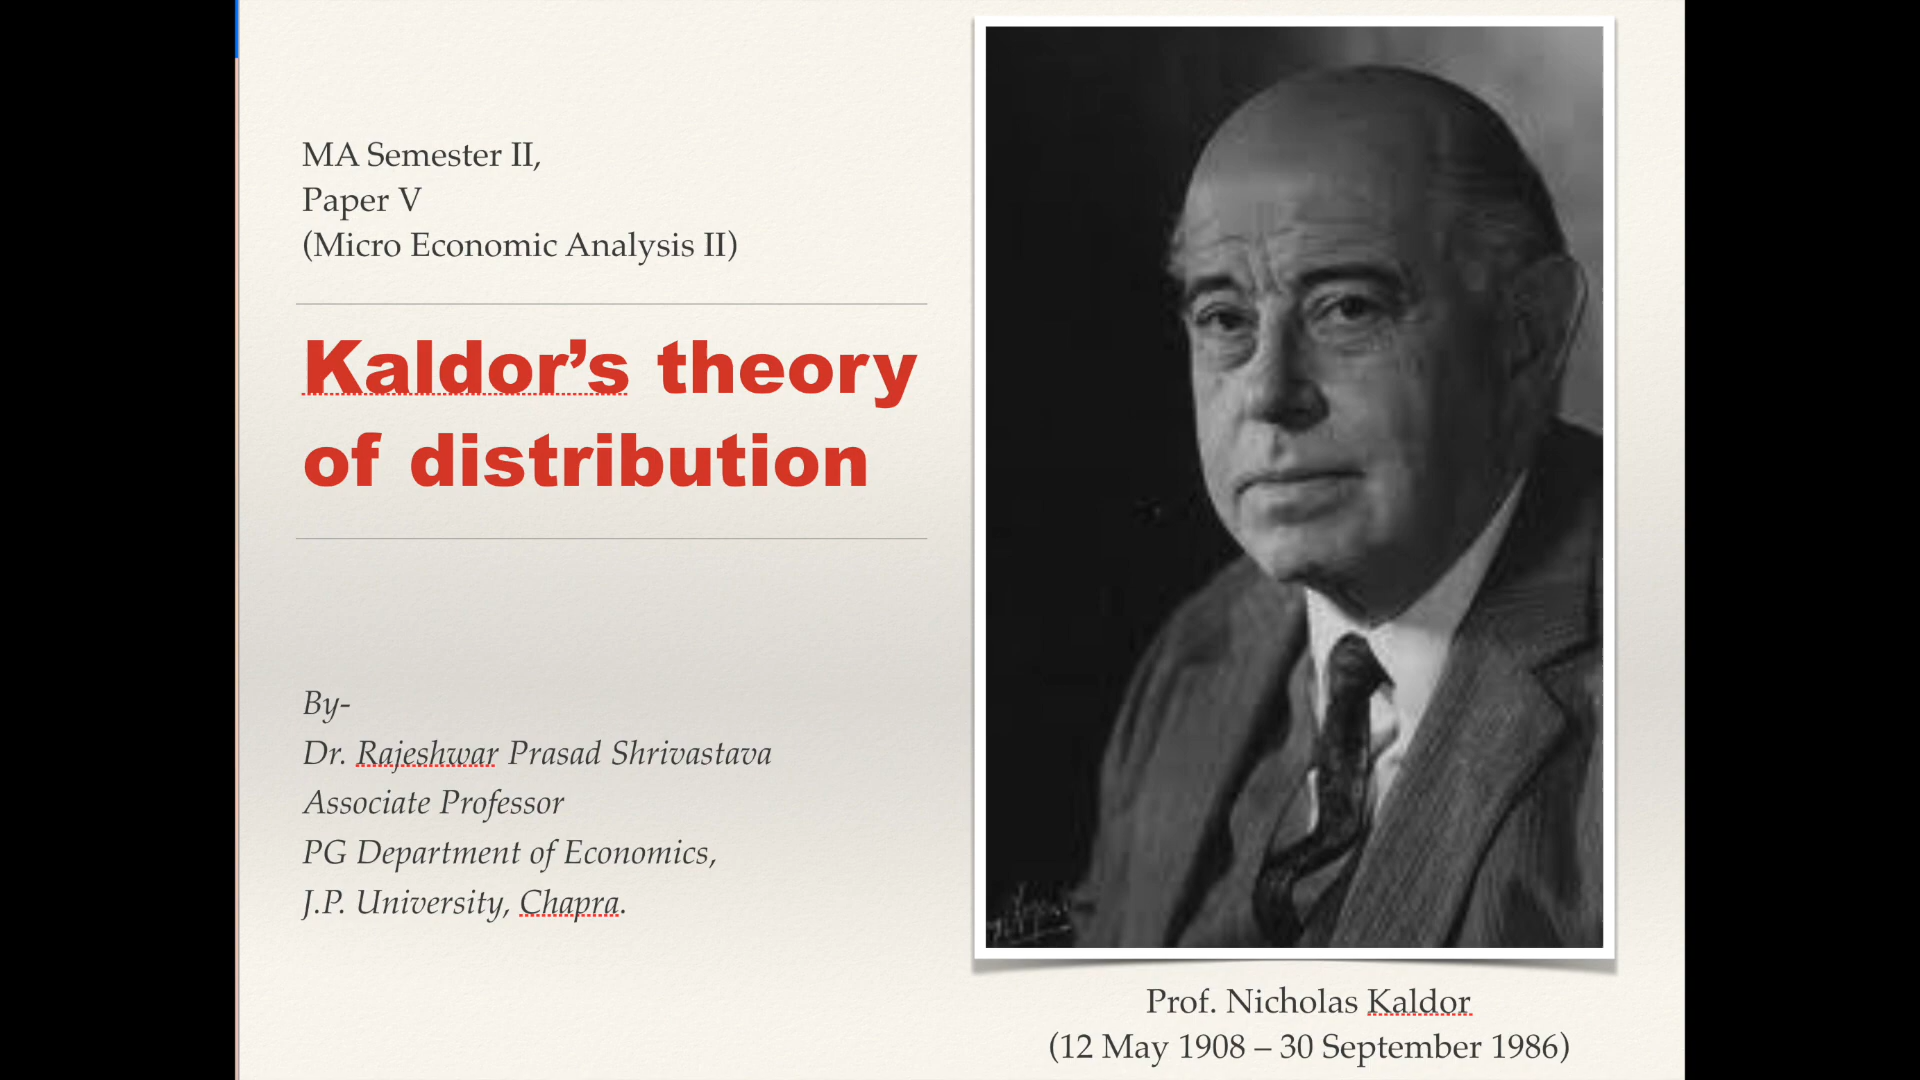 MA Semester II,
Paper V
(Micro Economic Analysis II)
Kaldor’s theory
of distribution
By-
Dr. Rajeshwar Prasad Shrivastava
Associate Professor
PG Department of Economics,
J.P. University, Chapra.
Prof. Nicholas Kaldor
(12 May 1908 – 30 September 1986)